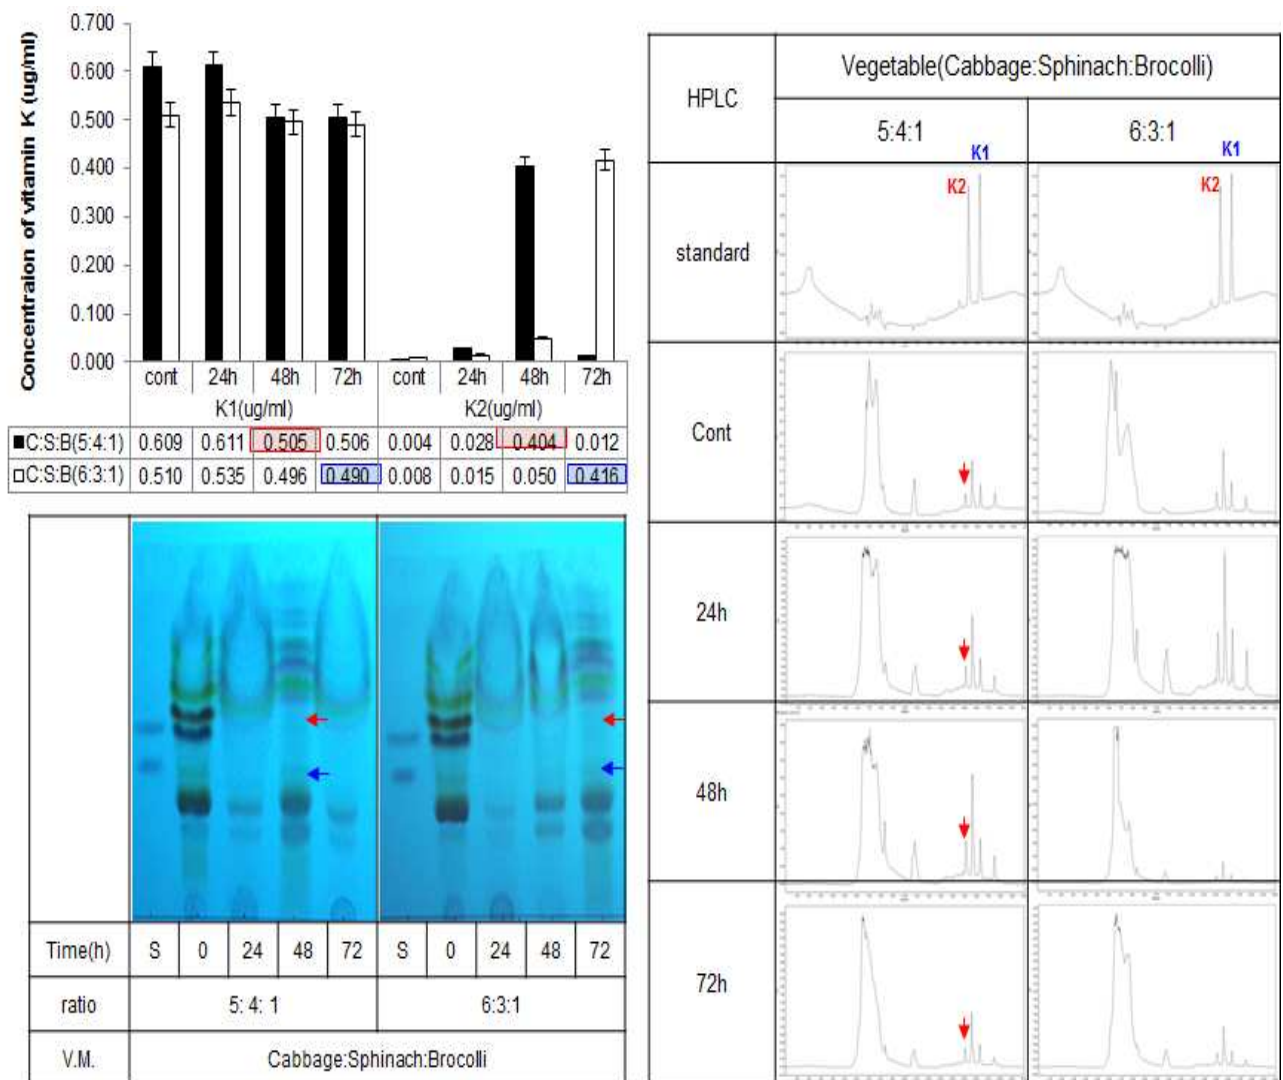 Concentraion of vitamin K (ug/ml)
0.700
0.600
0.500
0.400
0.300
0.200
0.100
0.000
cont 24h 48h 72h cont 24h 48h 72h
K1(ug/ml) K2(ug/ml)
C:S:B(5:4:1) 0.609 0.611 0.505 0.506 0.004 0.028 0.404 0.012
C:S:B(6:3:1) 0.510 0.535 0.496 0.490 0.008 0.015 0.050 0.416
Time(h) S 0 24 48 72 S 0 24 48 72
ratio 5: 4: 1 6:3:1
V.M. Cabbage:Sphinach:Brocolli
HPLC Vegetable(Cabbage:Sphinach:Brocolli)
5:4:1 6:3:1
K1 K1
K2 K2
standard
Cont
24h
48h
72h